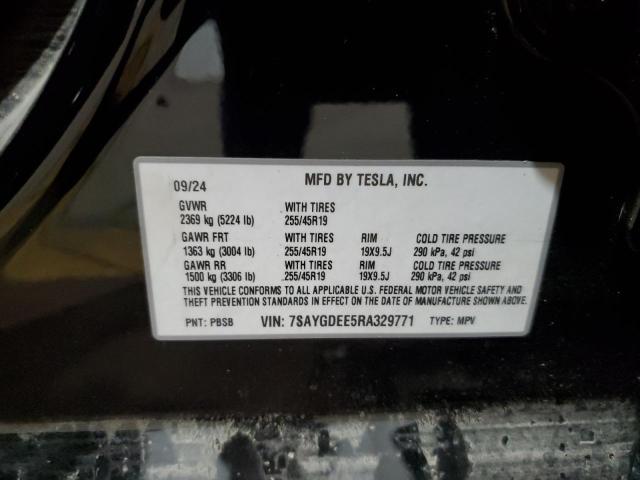 09/24 MFD BY TESLA, INC.
GVWR WITH TIRES
2369 kg (5224 lb) 255/45R19
GAWR FRT WITH TIRES RIM COLD TIRE PRESSURE
1363 kg (3004 lb) 255/45R19 19X9.5J 290 kPa, 42 psi
GAWR RR WITH TIRES RIM COLD TIRE PRESSURE
1500 kg (3306 lb) 255/45R19 19X9.5J 290 kPa, 42 psi
THIS VEHICLE CONFORMS TO ALL APPLICABLE U.S. FEDERAL MOTOR VEHICLE SAFETY AND
THEFT PREVENTION STANDARDS IN EFFECT ON THE DATE OF MANUFACTURE SHOWN ABOVE.
PNT: PBSB VIN: 7SAYGDEE5RA329771 TYPE: MPV